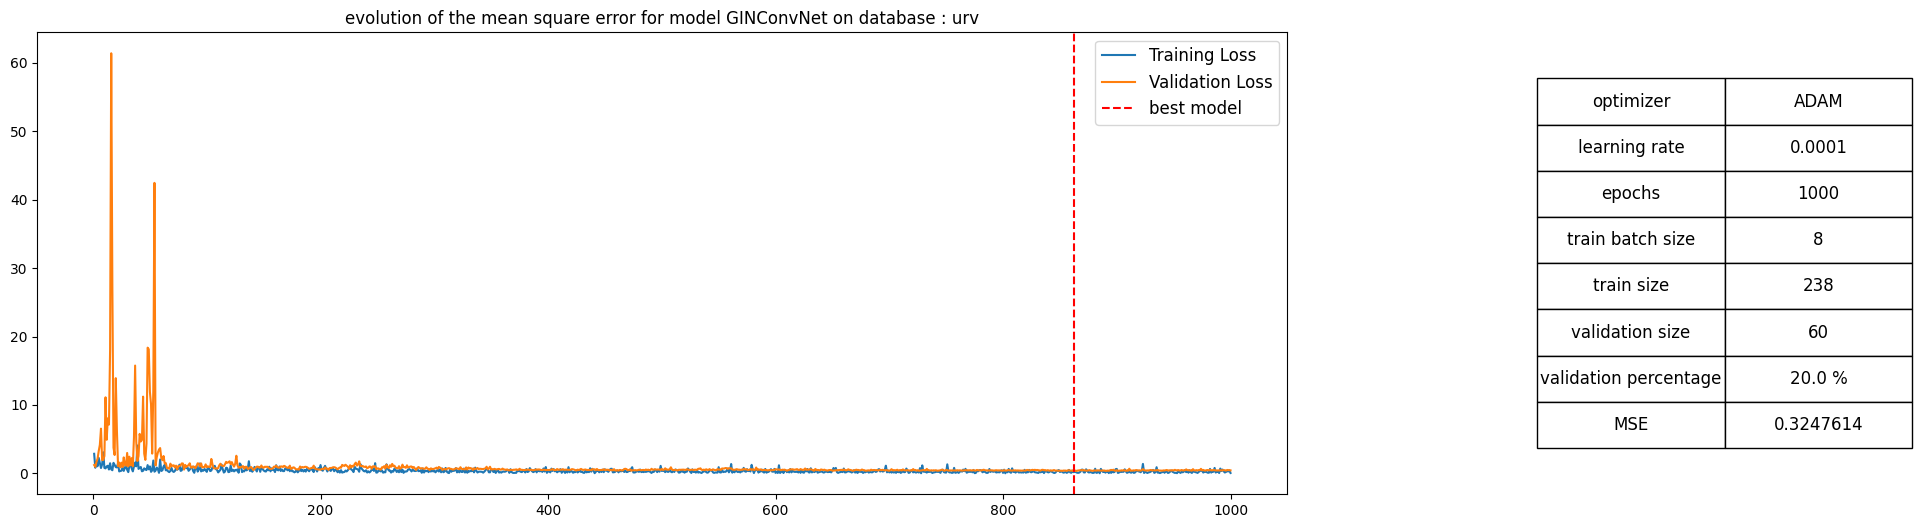 evolution of the mean square error for model GINConvNet on database : urv
60
50
40
30
20
10
0
0 200 400 600 800 1000
Training Loss
Validation Loss
best model
optimizer ADAM
learning rate 0.0001
epochs 1000
train batch size 8
train size 238
validation size 60
validation percentage 20.0 %
MSE 0.3247614